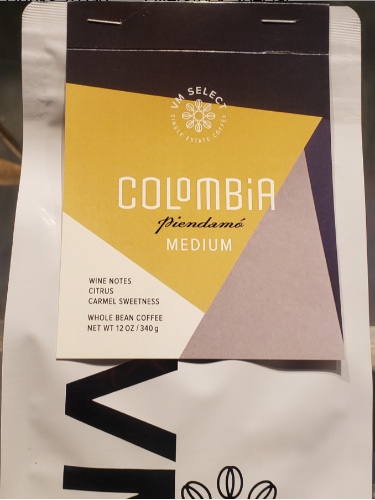 VM SELECT
SINGLE ESTATE COFFEE
COLOMBIA
Piendamó
MEDIUM
WINE NOTES
CITRUS
CARMEL SWEETNESS
WHOLE BEAN COFFEE
NET WT 12 OZ / 340 g